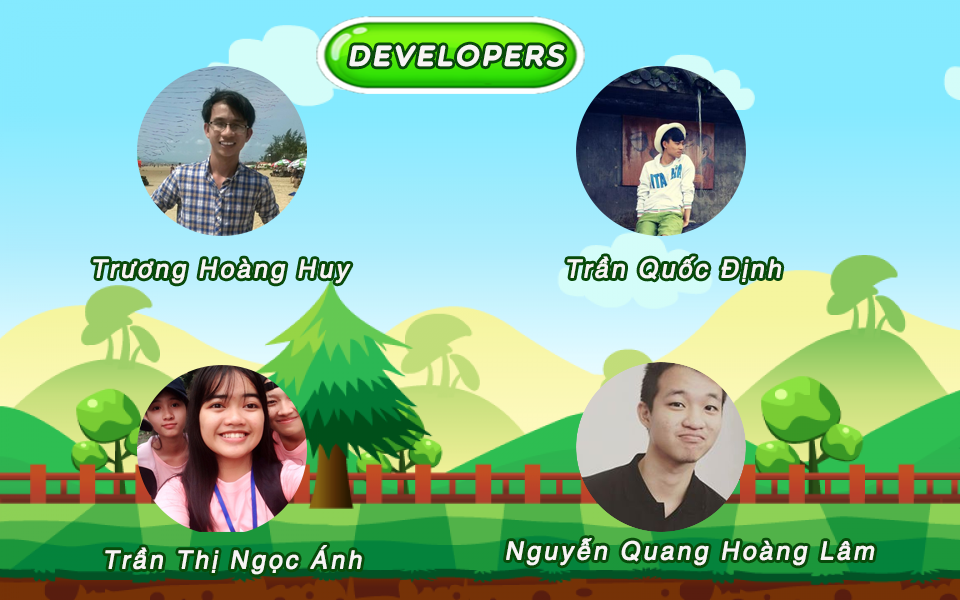 DEVELOPERS
Trương Hoàng Huy
Trần Quốc Định
Trần Thị Ngọc Ánh
Nguyễn Quang Hoàng Lâm